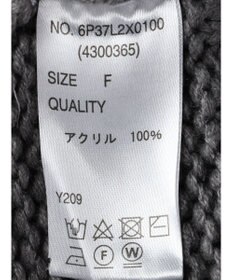 NO. 6P37L2X0100
(4300365)
SIZE F
QUALITY
アクリル 100%
Y209
F W